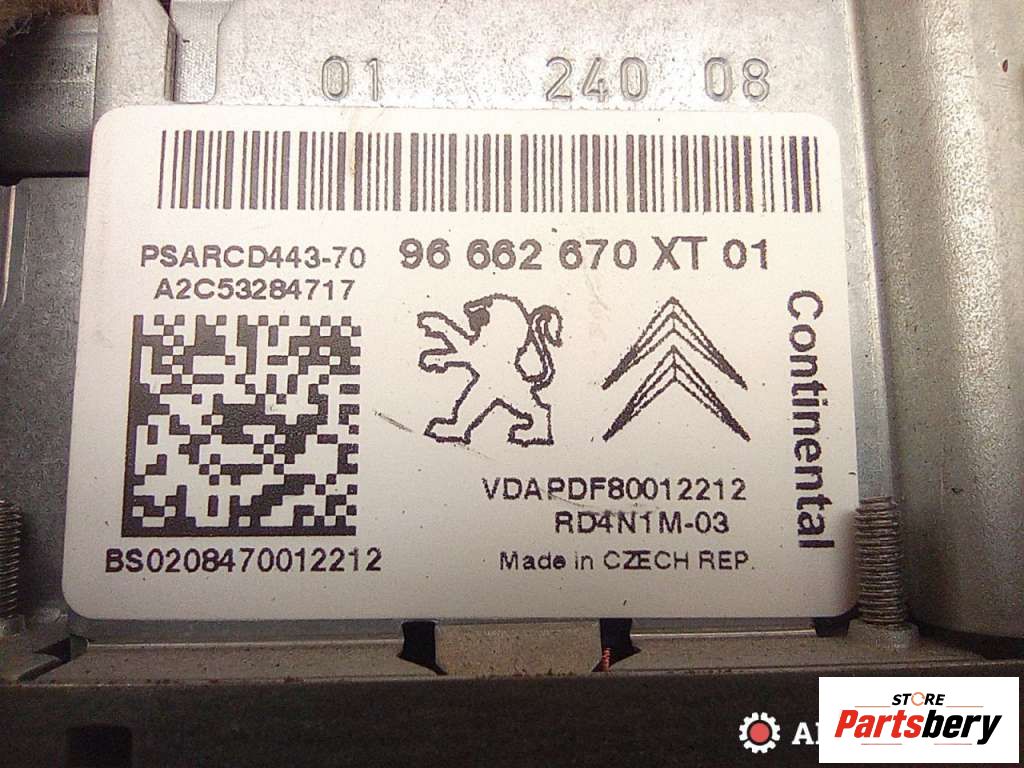 01 240 08
PSARCD443-70
96 662 670 XT 01
A2C53284717
Continental
VDAPDF80012212
RD4N1M-03
BS0208470012212
Made in CZECH REP.
STORE
Partsbery